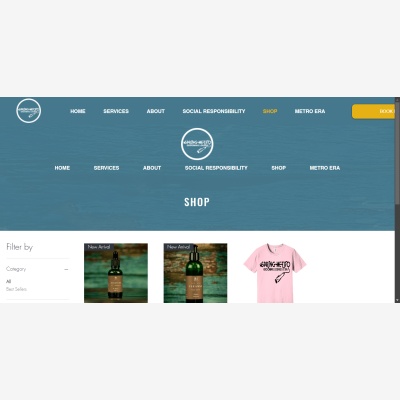 HOME SERVICES ABOUT SOCIAL RESPONSIBILITY SHOP METRO ERA BOOK
HOME SERVICES ABOUT SOCIAL RESPONSIBILITY SHOP METRO ERA
SHOP
Filter by
Category
All
Best Sellers
New Arrival
New Arrival